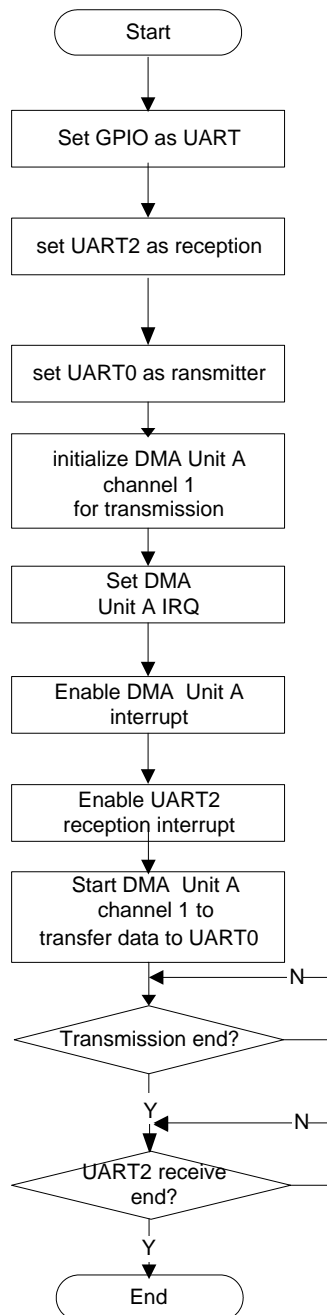 Start
Set GPIO as UART
set UART2 as reception
set UART0 as ransmitter
initialize DMA Unit A
channel 1
for transmission
Set DMA
Unit A IRQ
Enable DMA Unit A
interrupt
Enable UART2
reception interrupt
Start DMA Unit A
channel 1 to
transfer data to UART0
N
Transmission end?
Y
N
UART2 receive
end?
Y
End